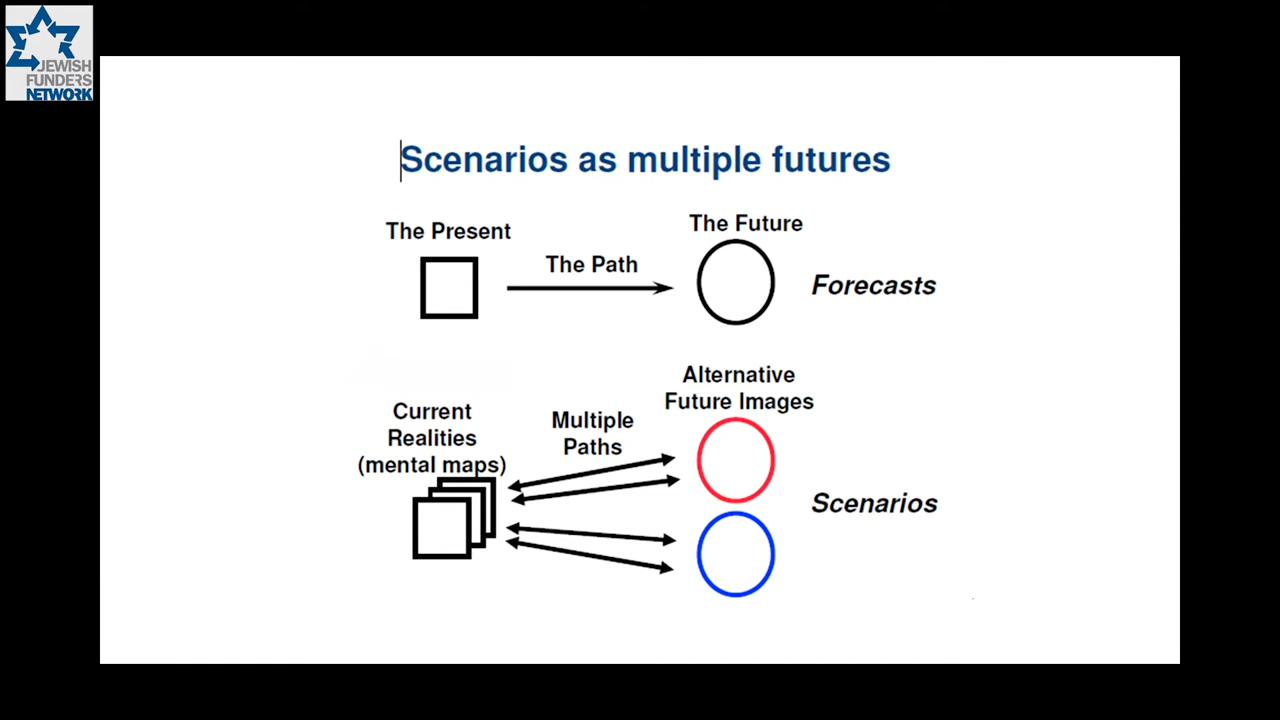 JEWISH
FUNDERS
NETWORK
Scenarios as multiple futures
The Present
The Path
The Future
Forecasts
Current
Realities
(mental maps)
Multiple
Paths
Alternative
Future Images
Scenarios